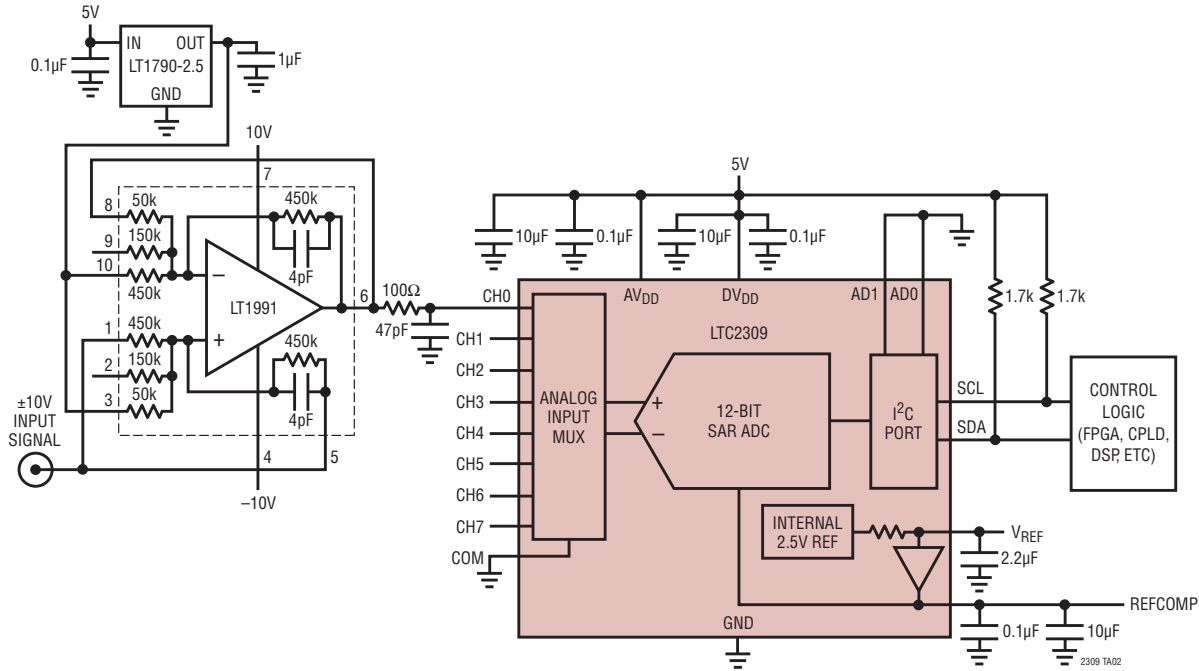 5V
IN OUT
LT1790-2.5
GND
0.1µF
1µF
10V
7
8
50k
9
150k
10
450k
450k
4pF
LT1991
1
450k
2
150k
3
50k
450k
4pF
6
5
4
–10V
±10V
INPUT
SIGNAL
100Ω
47pF
5V
10µF
0.1µF
10µF
0.1µF
1.7k
1.7k
CH0
CH1
CH2
CH3
CH4
CH5
CH6
CH7
COM
AVDD
DVDD
AD1 AD0
LTC2309
ANALOG
INPUT
MUX
+
–
12-BIT
SAR ADC
I2C
PORT
SCL
SDA
CONTROL
LOGIC
(FPGA, CPLD,
DSP, ETC)
INTERNAL
2.5V REF
VREF
2.2µF
REFCOMP
0.1µF
10µF
GND
2309 TA02